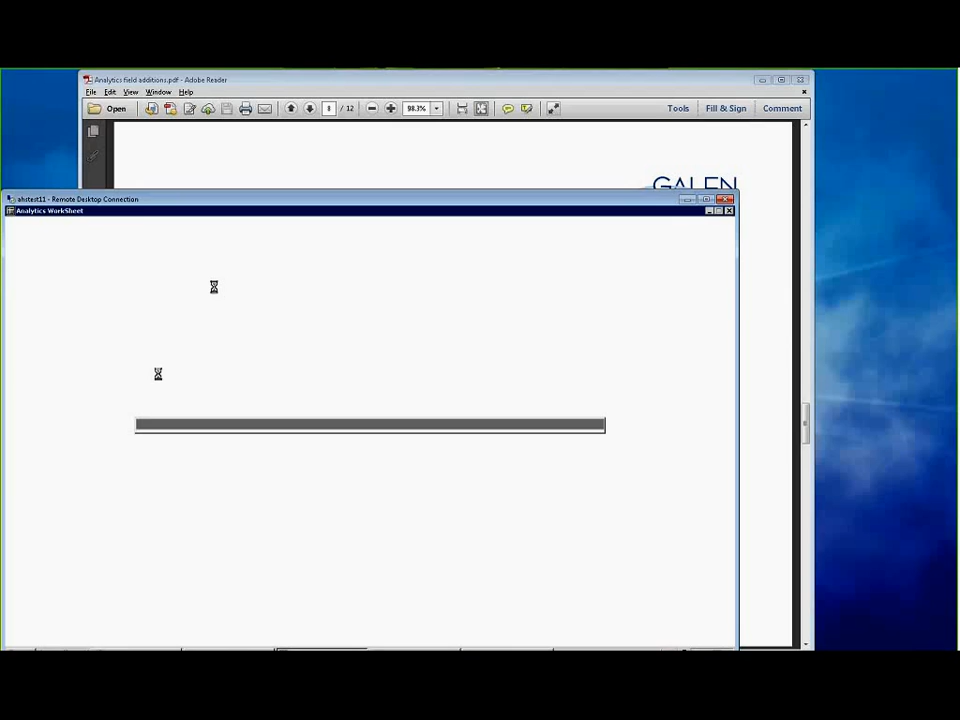 Analytics field additions.pdf - Adobe Reader
File Edit View Window Help
Open 8 / 12 98.3% Tools Fill & Sign Comment
GALEN
ahstest11 - Remote Desktop Connection
Analytics WorkSheet